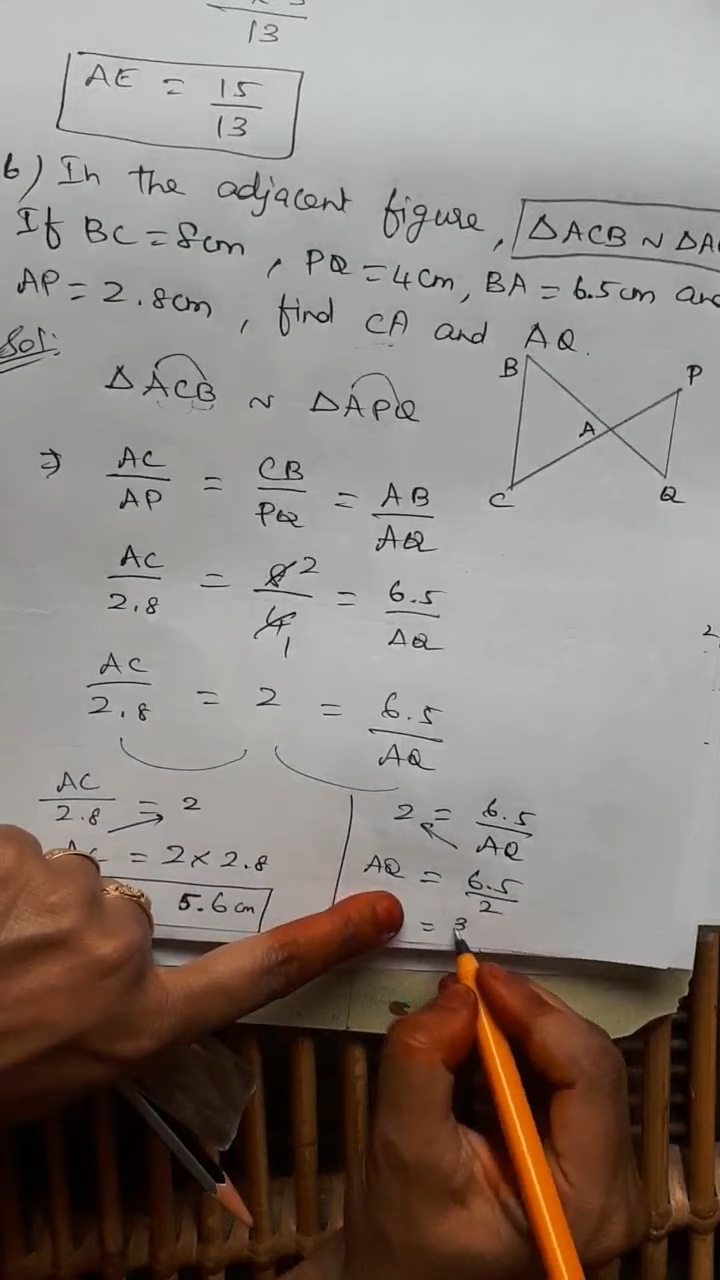 13
AE = 15/13
6) In the adjacent figure, ΔACB ~ ΔA
If BC = 8cm, PQ = 4cm, BA = 6.5cm and
AP = 2.8cm, find CA and AQ.
Sol:
ΔACB ~ ΔAPQ
B
P
A
C
Q
⇒ AC/AP = CB/PQ = AB/AQ
AC/2.8 = 8 2/4 1 = 6.5/AQ
AC/2.8 = 2 = 6.5/AQ
AC/2.8 = 2
= 2 × 2.8
5.6cm
2 = 6.5/AQ
AQ = 6.5/2
= 3